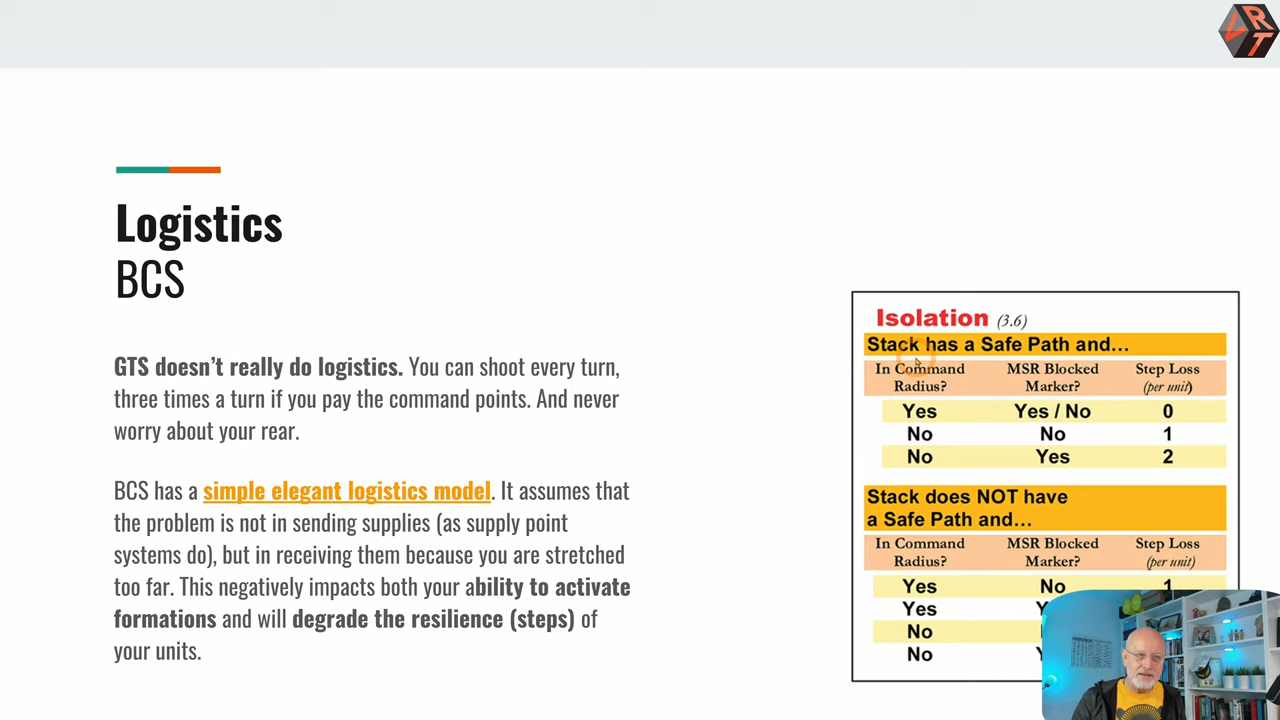 Logistics
BCS
GTS doesn’t really do logistics. You can shoot every turn,
three times a turn if you pay the command points. And never
worry about your rear.
BCS has a simple elegant logistics model. It assumes that
the problem is not in sending supplies (as supply point
systems do), but in receiving them because you are stretched
too far. This negatively impacts both your ability to activate
formations and will degrade the resilience (steps) of
your units.
Isolation (3.6)
Stack has a Safe Path and…
In Command MSR Blocked Step Loss
Radius? Marker? (per unit)
Yes Yes / No 0
No No 1
No Yes 2
Stack does NOT have
a Safe Path and…
In Command MSR Blocked Step Loss
Radius? Marker? (per unit)
Yes No 1
Yes
No
No